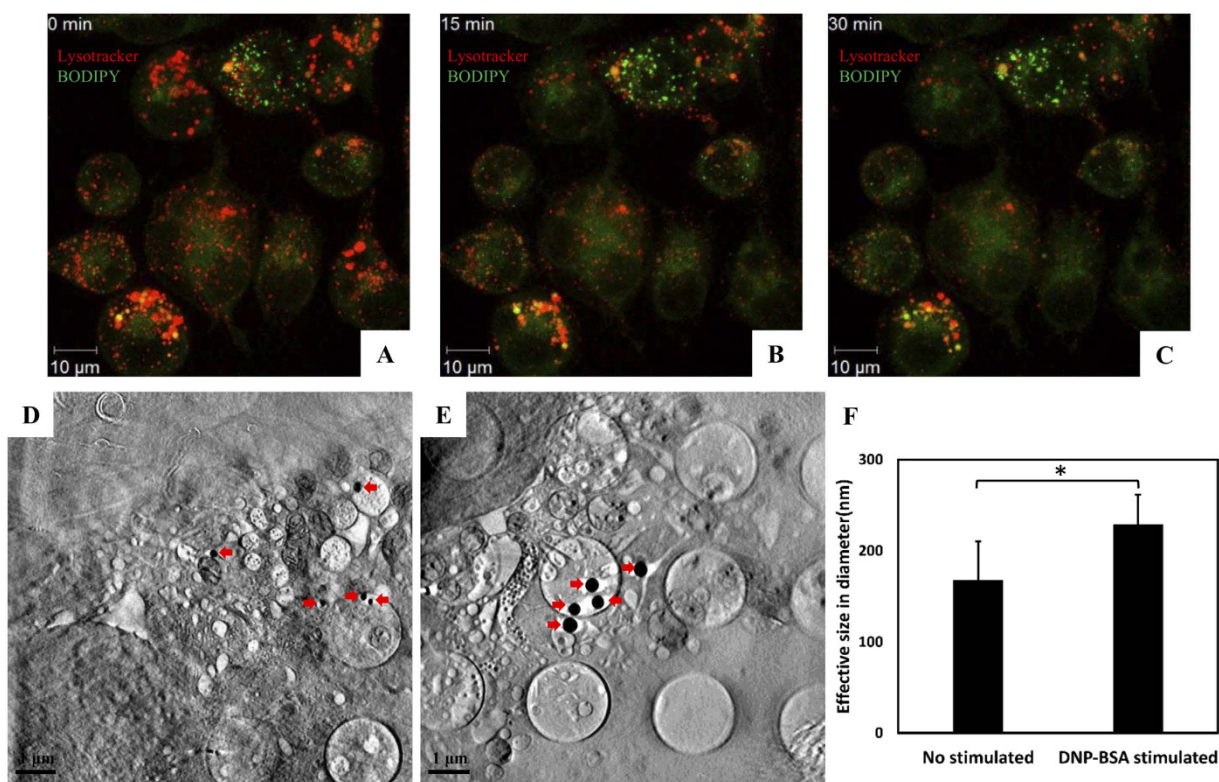 0 min
Lysotracker
BODIPY
10 µm
A
15 min
Lysotracker
BODIPY
10 µm
B
30 min
Lysotracker
BODIPY
10 µm
C
D
1 µm
E
1 µm
F
Effective size in diameter(nm)
300
200
100
0
*
No stimulated
DNP-BSA stimulated